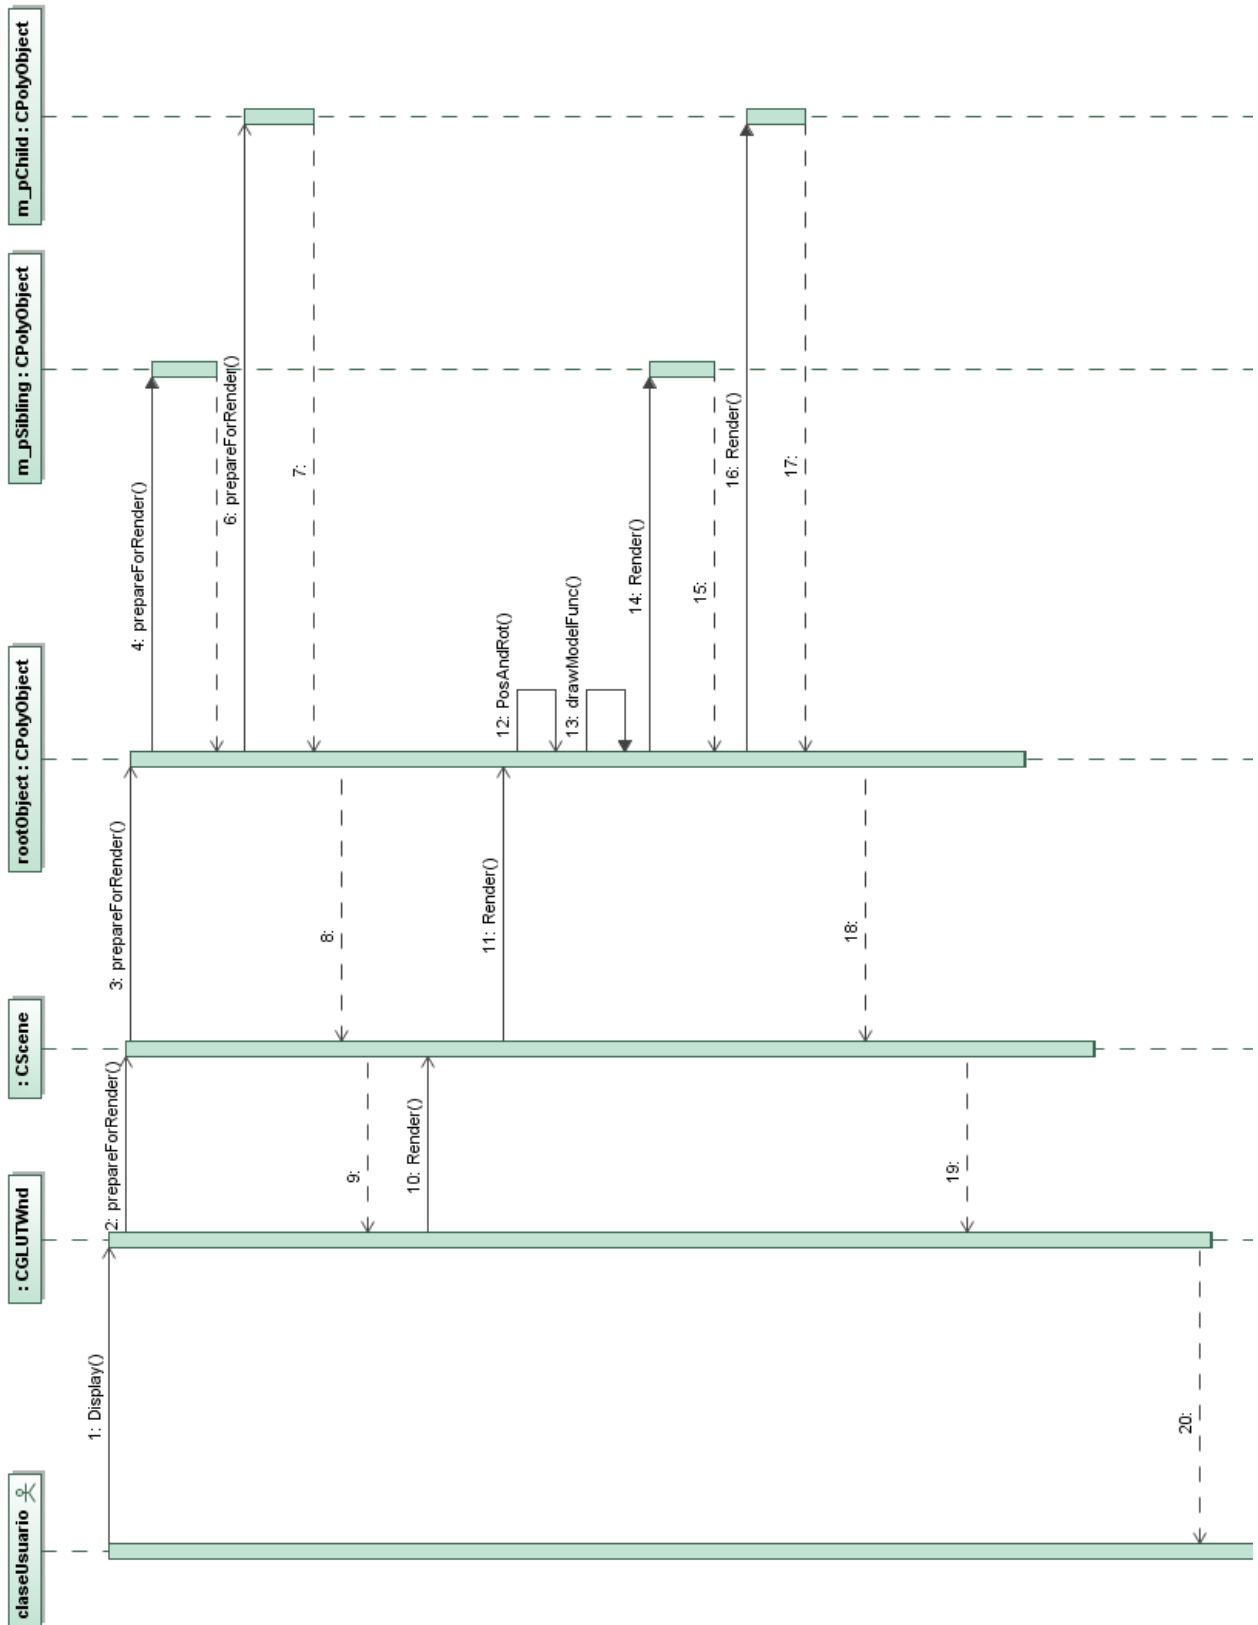 claseUsuario
: CGLUTWnd
: CScene
rootObject : CPolyObject
m_pSibling : CPolyObject
m_pChild : CPolyObject
1: Display()
2: prepareForRender()
3: prepareForRender()
4: prepareForRender()
6: prepareForRender()
7:
8:
9:
10: Render()
11: Render()
12: PosAndRot()
13: drawModelFunc()
14: Render()
15:
16: Render()
17:
18:
19:
20: